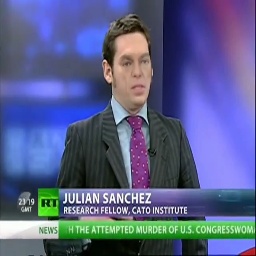 JULIAN SANCHEZ
23:19
GMT
RT
RESEARCH FELLOW, CATO INSTITUTE
NEWS
H THE ATTEMPTED MURDER OF U.S. CONGRESSWOMA